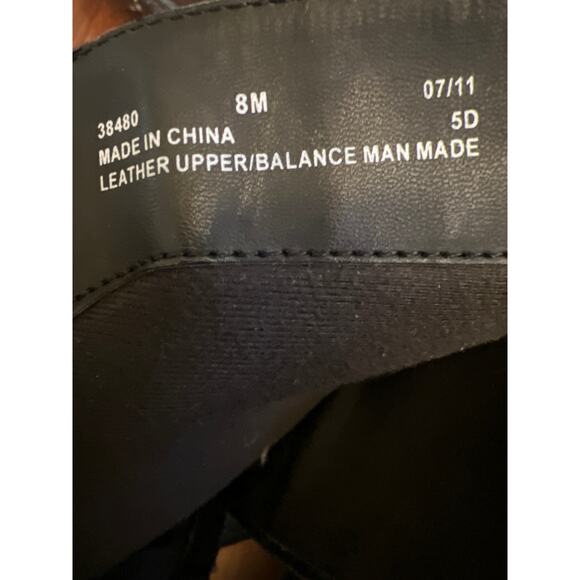 38480 8M 07/11
MADE IN CHINA 5D
LEATHER UPPER/BALANCE MAN MADE